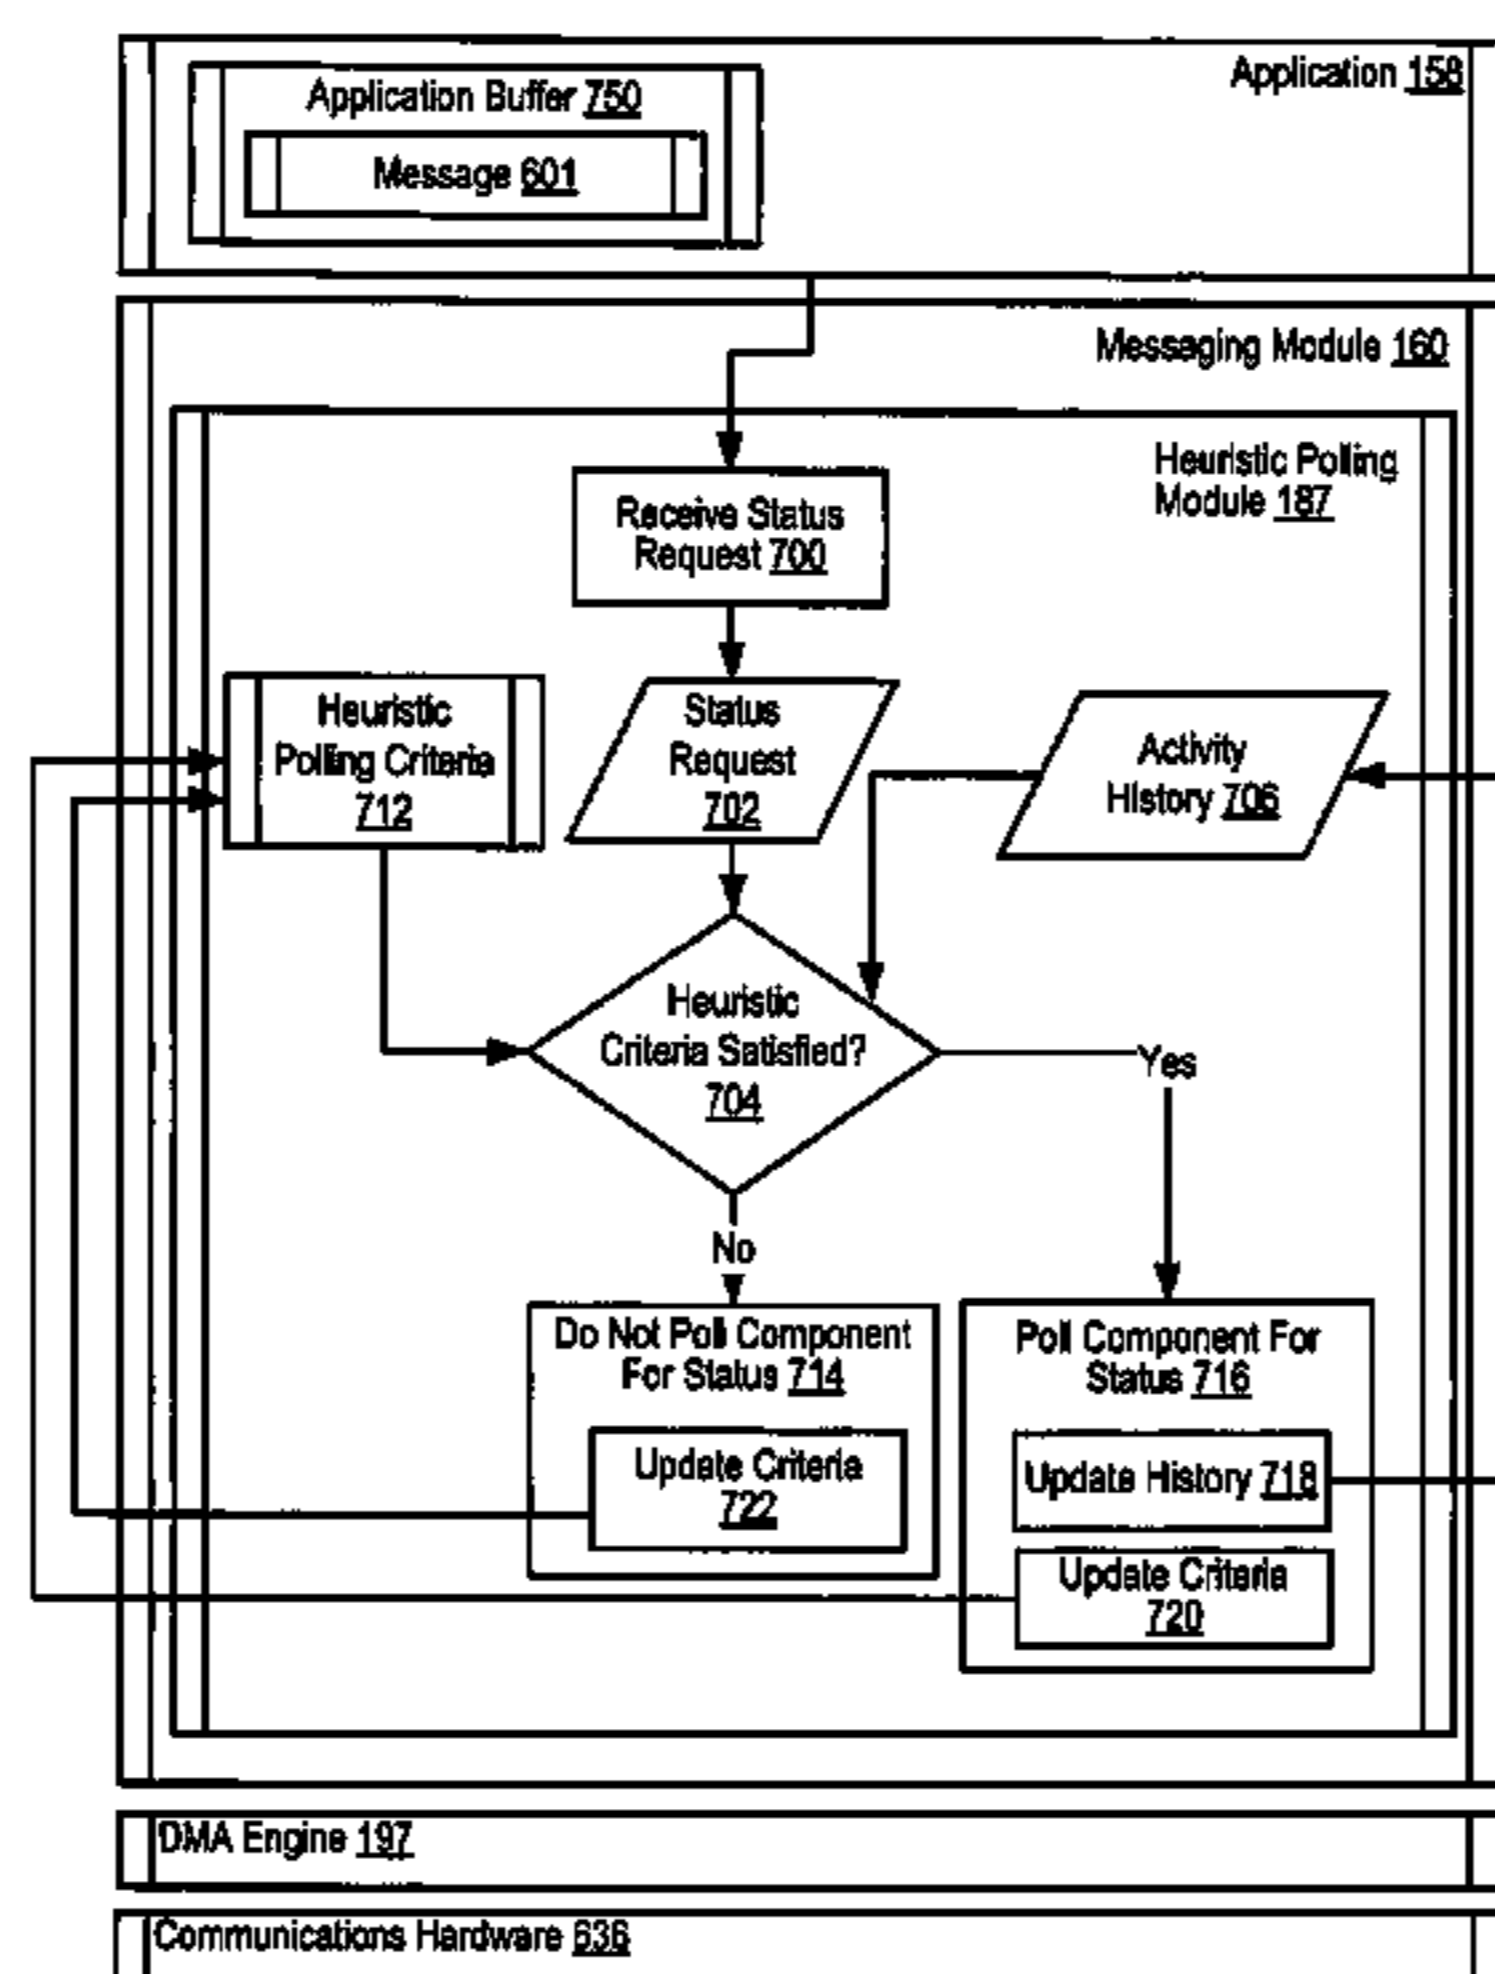 Application 158
Application Buffer 750
Message 601
Messaging Module 160
Heuristic Polling
Module 187
Receive Status
Request 700
Heuristic
Polling Criteria
712
Status
Request
702
Activity
History 706
Heuristic
Criteria Satisfied?
704
Yes
No
Do Not Poll Component
For Status 714
Update Criteria
722
Poll Component For
Status 716
Update History 718
Update Criteria
720
DMA Engine 197
Communications Hardware 636